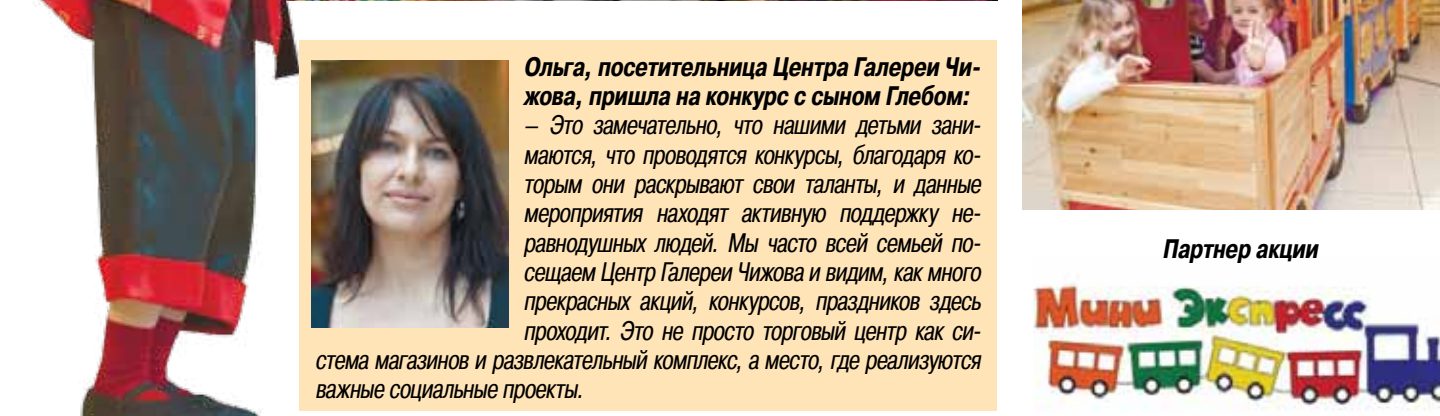 Ольга, посетительница Центра Галереи Чи-
жова, пришла на конкурс с сыном Глебом:
– Это замечательно, что нашими детьми зани-
маются, что проводятся конкурсы, благодаря ко-
торым они раскрывают свои таланты, и данные
мероприятия находят активную поддержку не-
равнодушных людей. Мы часто всей семьей по-
сещаем Центр Галереи Чижова и видим, как много
прекрасных акций, конкурсов, праздников здесь
проходит. Это не просто торговый центр как си-
стема магазинов и развлекательный комплекс, а место, где реализуются
важные социальные проекты.
Партнер акции
Мини Экспресс